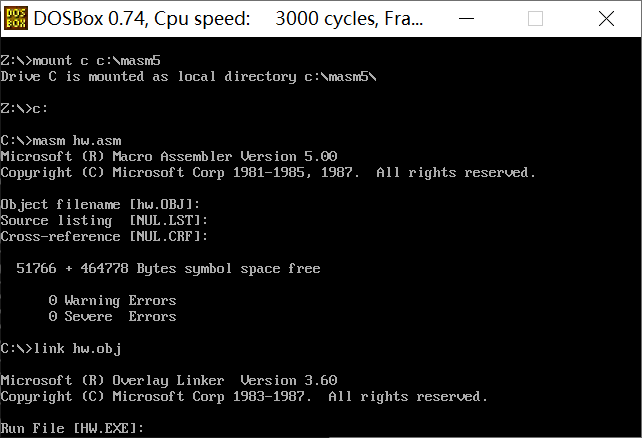 DOS BOX
DOSBox 0.74, Cpu speed: 3000 cycles, Fra...
Z:\>mount c c:\masm5
Drive C is mounted as local directory c:\masm5\
Z:\>c:
C:\>masm hw.asm
Microsoft (R) Macro Assembler Version 5.00
Copyright (C) Microsoft Corp 1981-1985, 1987.  All rights reserved.
Object filename [hw.OBJ]:
Source listing  [NUL.LST]:
Cross-reference [NUL.CRF]:
51766 + 464778 Bytes symbol space free
0 Warning Errors
0 Severe  Errors
C:\>link hw.obj
Microsoft (R) Overlay Linker  Version 3.60
Copyright (C) Microsoft Corp 1983-1987.  All rights reserved.
Run File [HW.EXE]: